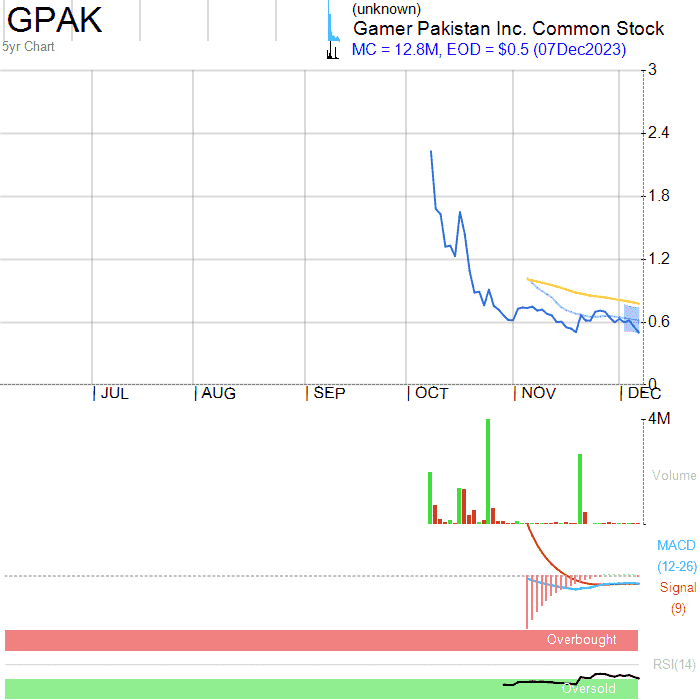 GPAK
5yr Chart
(unknown)
Gamer Pakistan Inc. Common Stock
MC = 12.8M, EOD = $0.5 (07Dec2023)
3
2.4
1.8
1.2
0.6
0
JUL AUG SEP OCT NOV DEC
4M
Volume
MACD
(12-26)
Signal
(9)
Overbought
RSI(14)
Oversold